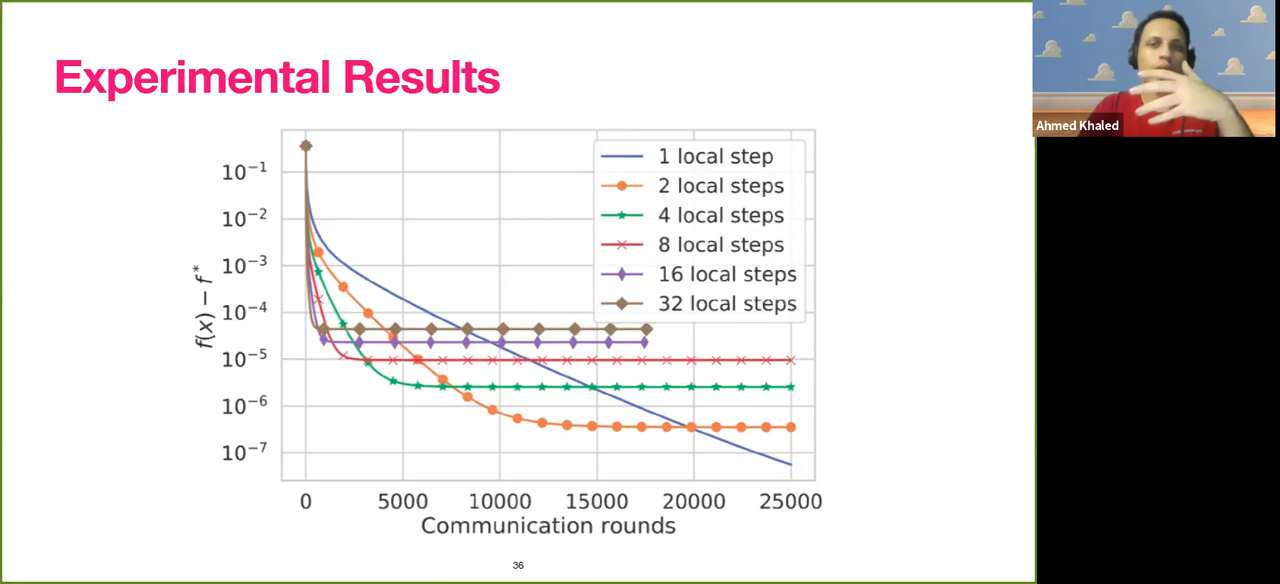 Experimental Results
Ahmed Khaled
10⁻¹
10⁻²
10⁻³
10⁻⁴
10⁻⁵
10⁻⁶
10⁻⁷
f(x) − f*
1 local step
2 local steps
4 local steps
8 local steps
16 local steps
32 local steps
0 5000 10000 15000 20000 25000
Communication rounds
36